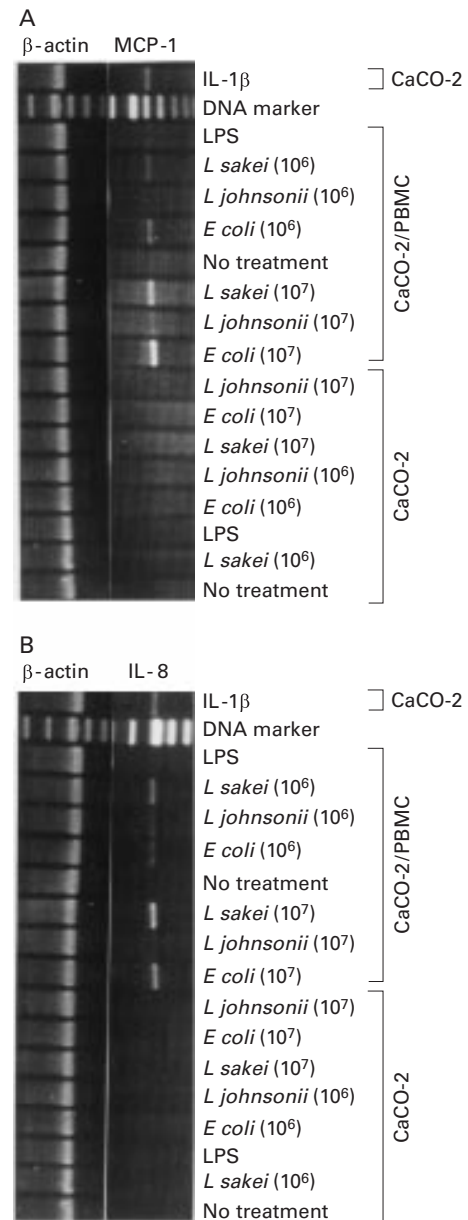 A
β-actin MCP-1
IL-1β CaCO-2
DNA marker
LPS
L sakei (10⁶)
L johnsonii (10⁶)
E coli (10⁶)
No treatment
L sakei (10⁷)
L johnsonii (10⁷)
E coli (10⁷)
CaCO-2/PBMC
L johnsonii (10⁷)
E coli (10⁷)
L sakei (10⁷)
L johnsonii (10⁶)
E coli (10⁶)
LPS
L sakei (10⁶)
No treatment
CaCO-2
B
β-actin IL-8
IL-1β CaCO-2
DNA marker
LPS
L sakei (10⁶)
L johnsonii (10⁶)
E coli (10⁶)
No treatment
L sakei (10⁷)
L johnsonii (10⁷)
E coli (10⁷)
CaCO-2/PBMC
L johnsonii (10⁷)
E coli (10⁷)
L sakei (10⁷)
L johnsonii (10⁶)
E coli (10⁶)
LPS
L sakei (10⁶)
No treatment
CaCO-2